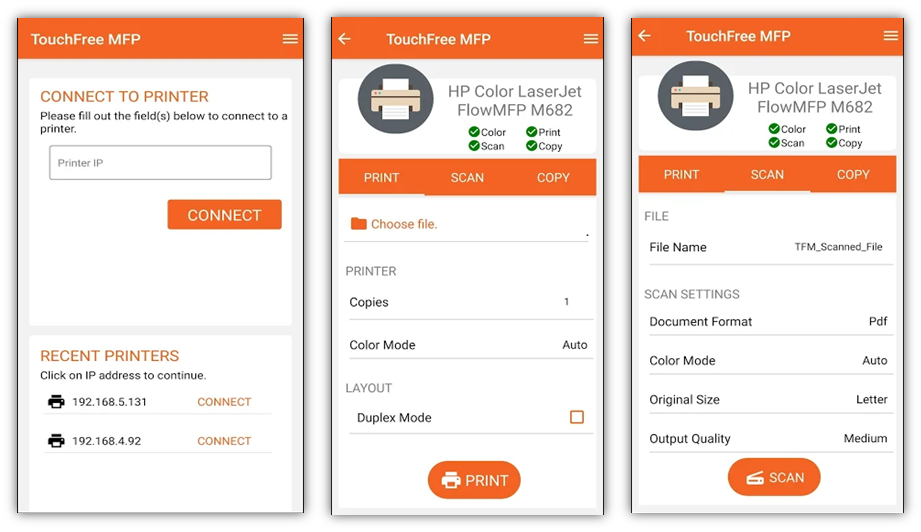 TouchFree MFP
CONNECT TO PRINTER
Please fill out the field(s) below to connect to a
printer.
Printer IP
CONNECT
RECENT PRINTERS
Click on IP address to continue.
192.168.5.131 CONNECT
192.168.4.92 CONNECT
TouchFree MFP
HP Color LaserJet
FlowMFP M682
Color Print
Scan Copy
PRINT SCAN COPY
Choose file.
.
PRINTER
Copies 1
Color Mode Auto
LAYOUT
Duplex Mode
PRINT
TouchFree MFP
HP Color LaserJet
FlowMFP M682
Color Print
Scan Copy
PRINT SCAN COPY
FILE
File Name TFM_Scanned_File
SCAN SETTINGS
Document Format Pdf
Color Mode Auto
Original Size Letter
Output Quality Medium
SCAN